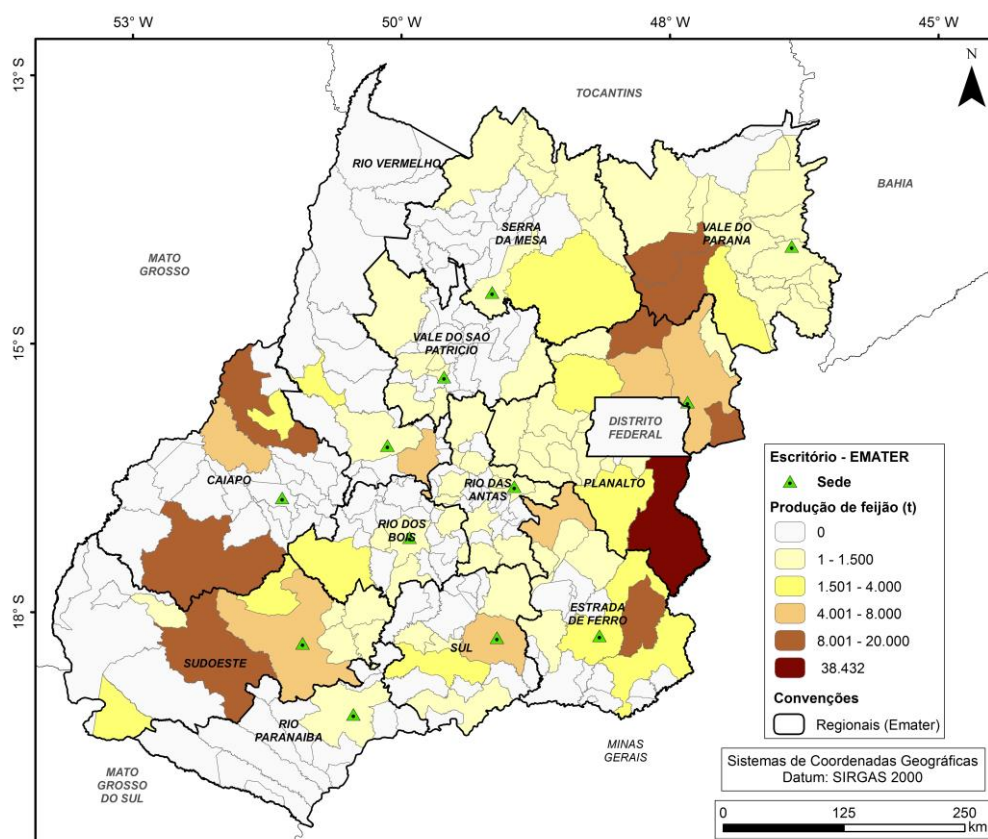 53° W
50° W
48° W
45° W
13° S
15° S
18° S
N
TOCANTINS
BAHIA
MATO
GROSSO
RIO VERMELHO
SERRA
DA MESA
VALE DO
PARANA
VALE DO SAO
PATRICIO
DISTRITO
FEDERAL
CAIAPO
RIO DAS
ANTAS
PLANALTO
RIO DOS
BOIS
ESTRADA
DE FERRO
SUL
SUDOESTE
RIO
PARANAIBA
MINAS
GERAIS
MATO
GROSSO
DO SUL
Escritório - EMATER
Sede
Produção de feijão (t)
0
1 - 1.500
1.501 - 4.000
4.001 - 8.000
8.001 - 20.000
38.432
Convenções
Regionais (Emater)
Sistemas de Coordenadas Geográficas
Datum: SIRGAS 2000
0 125 250
km